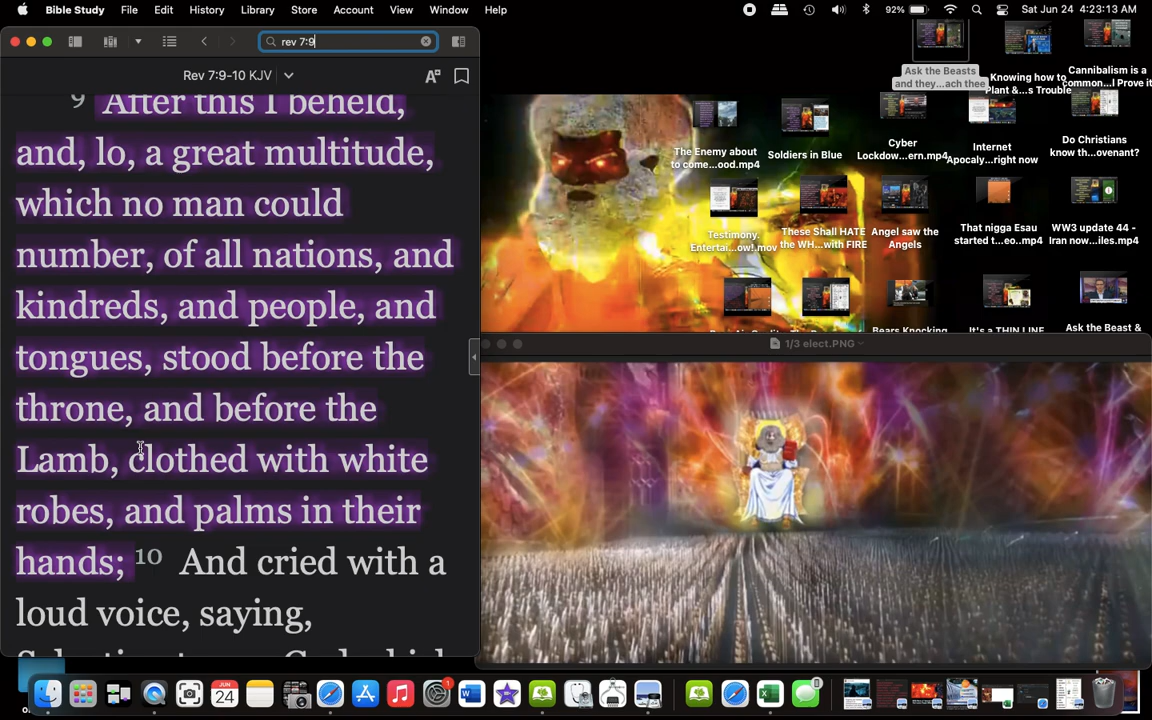 Bible Study File Edit History Library Store Account View Window Help
92% Sat Jun 24 4:23:13 AM
rev 7:9
Rev 7:9-10 KJV
9 After this I beheld,
and, lo, a great multitude,
which no man could
number, of all nations, and
kindreds, and people, and
tongues, stood before the
throne, and before the
Lamb, clothed with white
robes, and palms in their
hands; 10 And cried with a
loud voice, saying,
Ask the Beasts
and they...ach thee
Knowing how to
Plant &...s Trouble
Cannibalism is a
common...I Prove it
The Enemy about
to come...ood.mp4
Soldiers in Blue
Cyber
Lockdow...ern.mp4
Internet
Apocaly...right now
Do Christians
know th...ovenant?
Testimony.
Entertai...ow!.mov
These Shall HATE
the WH...with FIRE
Angel saw the
Angels
That nigga Esau
started t...eo..mp4
WW3 update 44 -
Iran now...iles.mp4
Bears Knocking
It's a THIN LINE
Ask the Beast &
1/3 elect.PNG
JUN
24
1